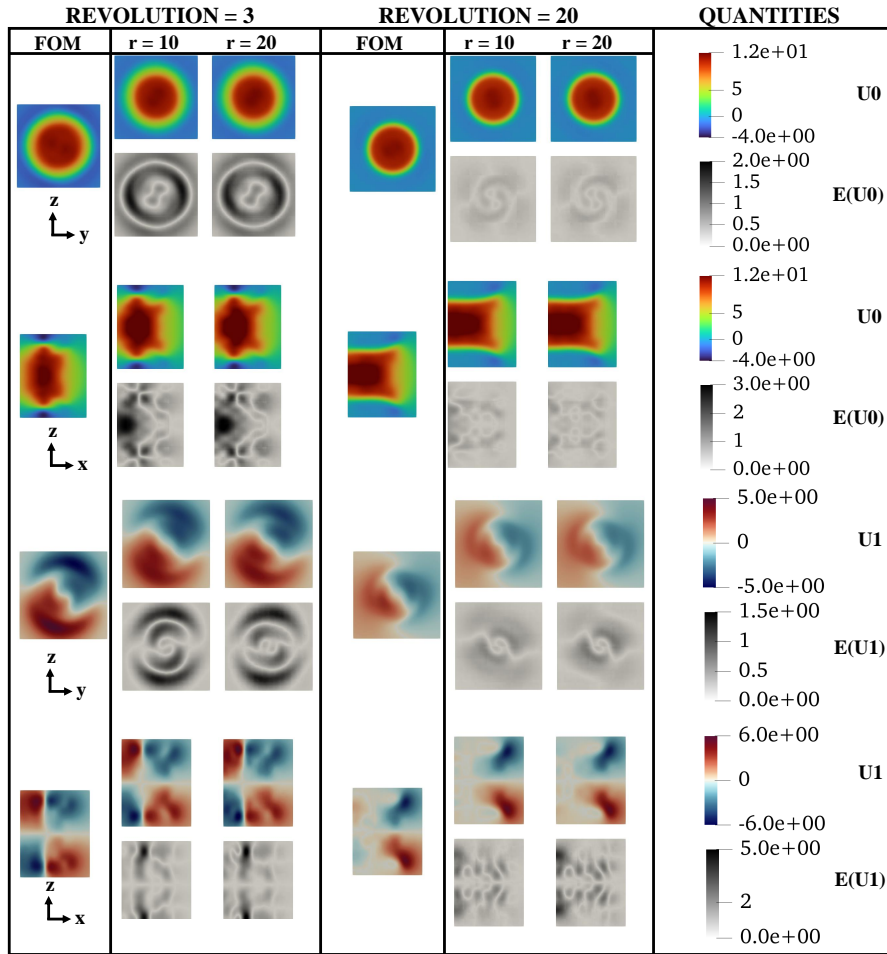 REVOLUTION = 3 REVOLUTION = 20 QUANTITIES
FOM r = 10 r = 20 FOM r = 10 r = 20
1.2e+01
5
0
-4.0e+00
U0
2.0e+00
1.5
1
0.5
0.0e+00
E(U0)
z
y
1.2e+01
5
0
-4.0e+00
U0
3.0e+00
2
1
0.0e+00
E(U0)
z
x
5.0e+00
0
-5.0e+00
U1
1.5e+00
1
0.5
0.0e+00
E(U1)
z
y
6.0e+00
0
-6.0e+00
U1
5.0e+00
2
0.0e+00
E(U1)
z
x